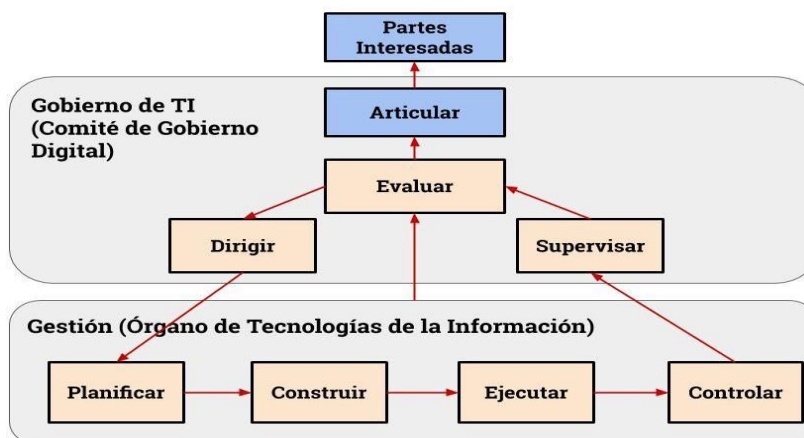 Partes
Interesadas
Gobierno de TI
(Comité de Gobierno
Digital)
Articular
Evaluar
Dirigir
Supervisar
Gestión (Órgano de Tecnologías de la Información)
Planificar
Construir
Ejecutar
Controlar